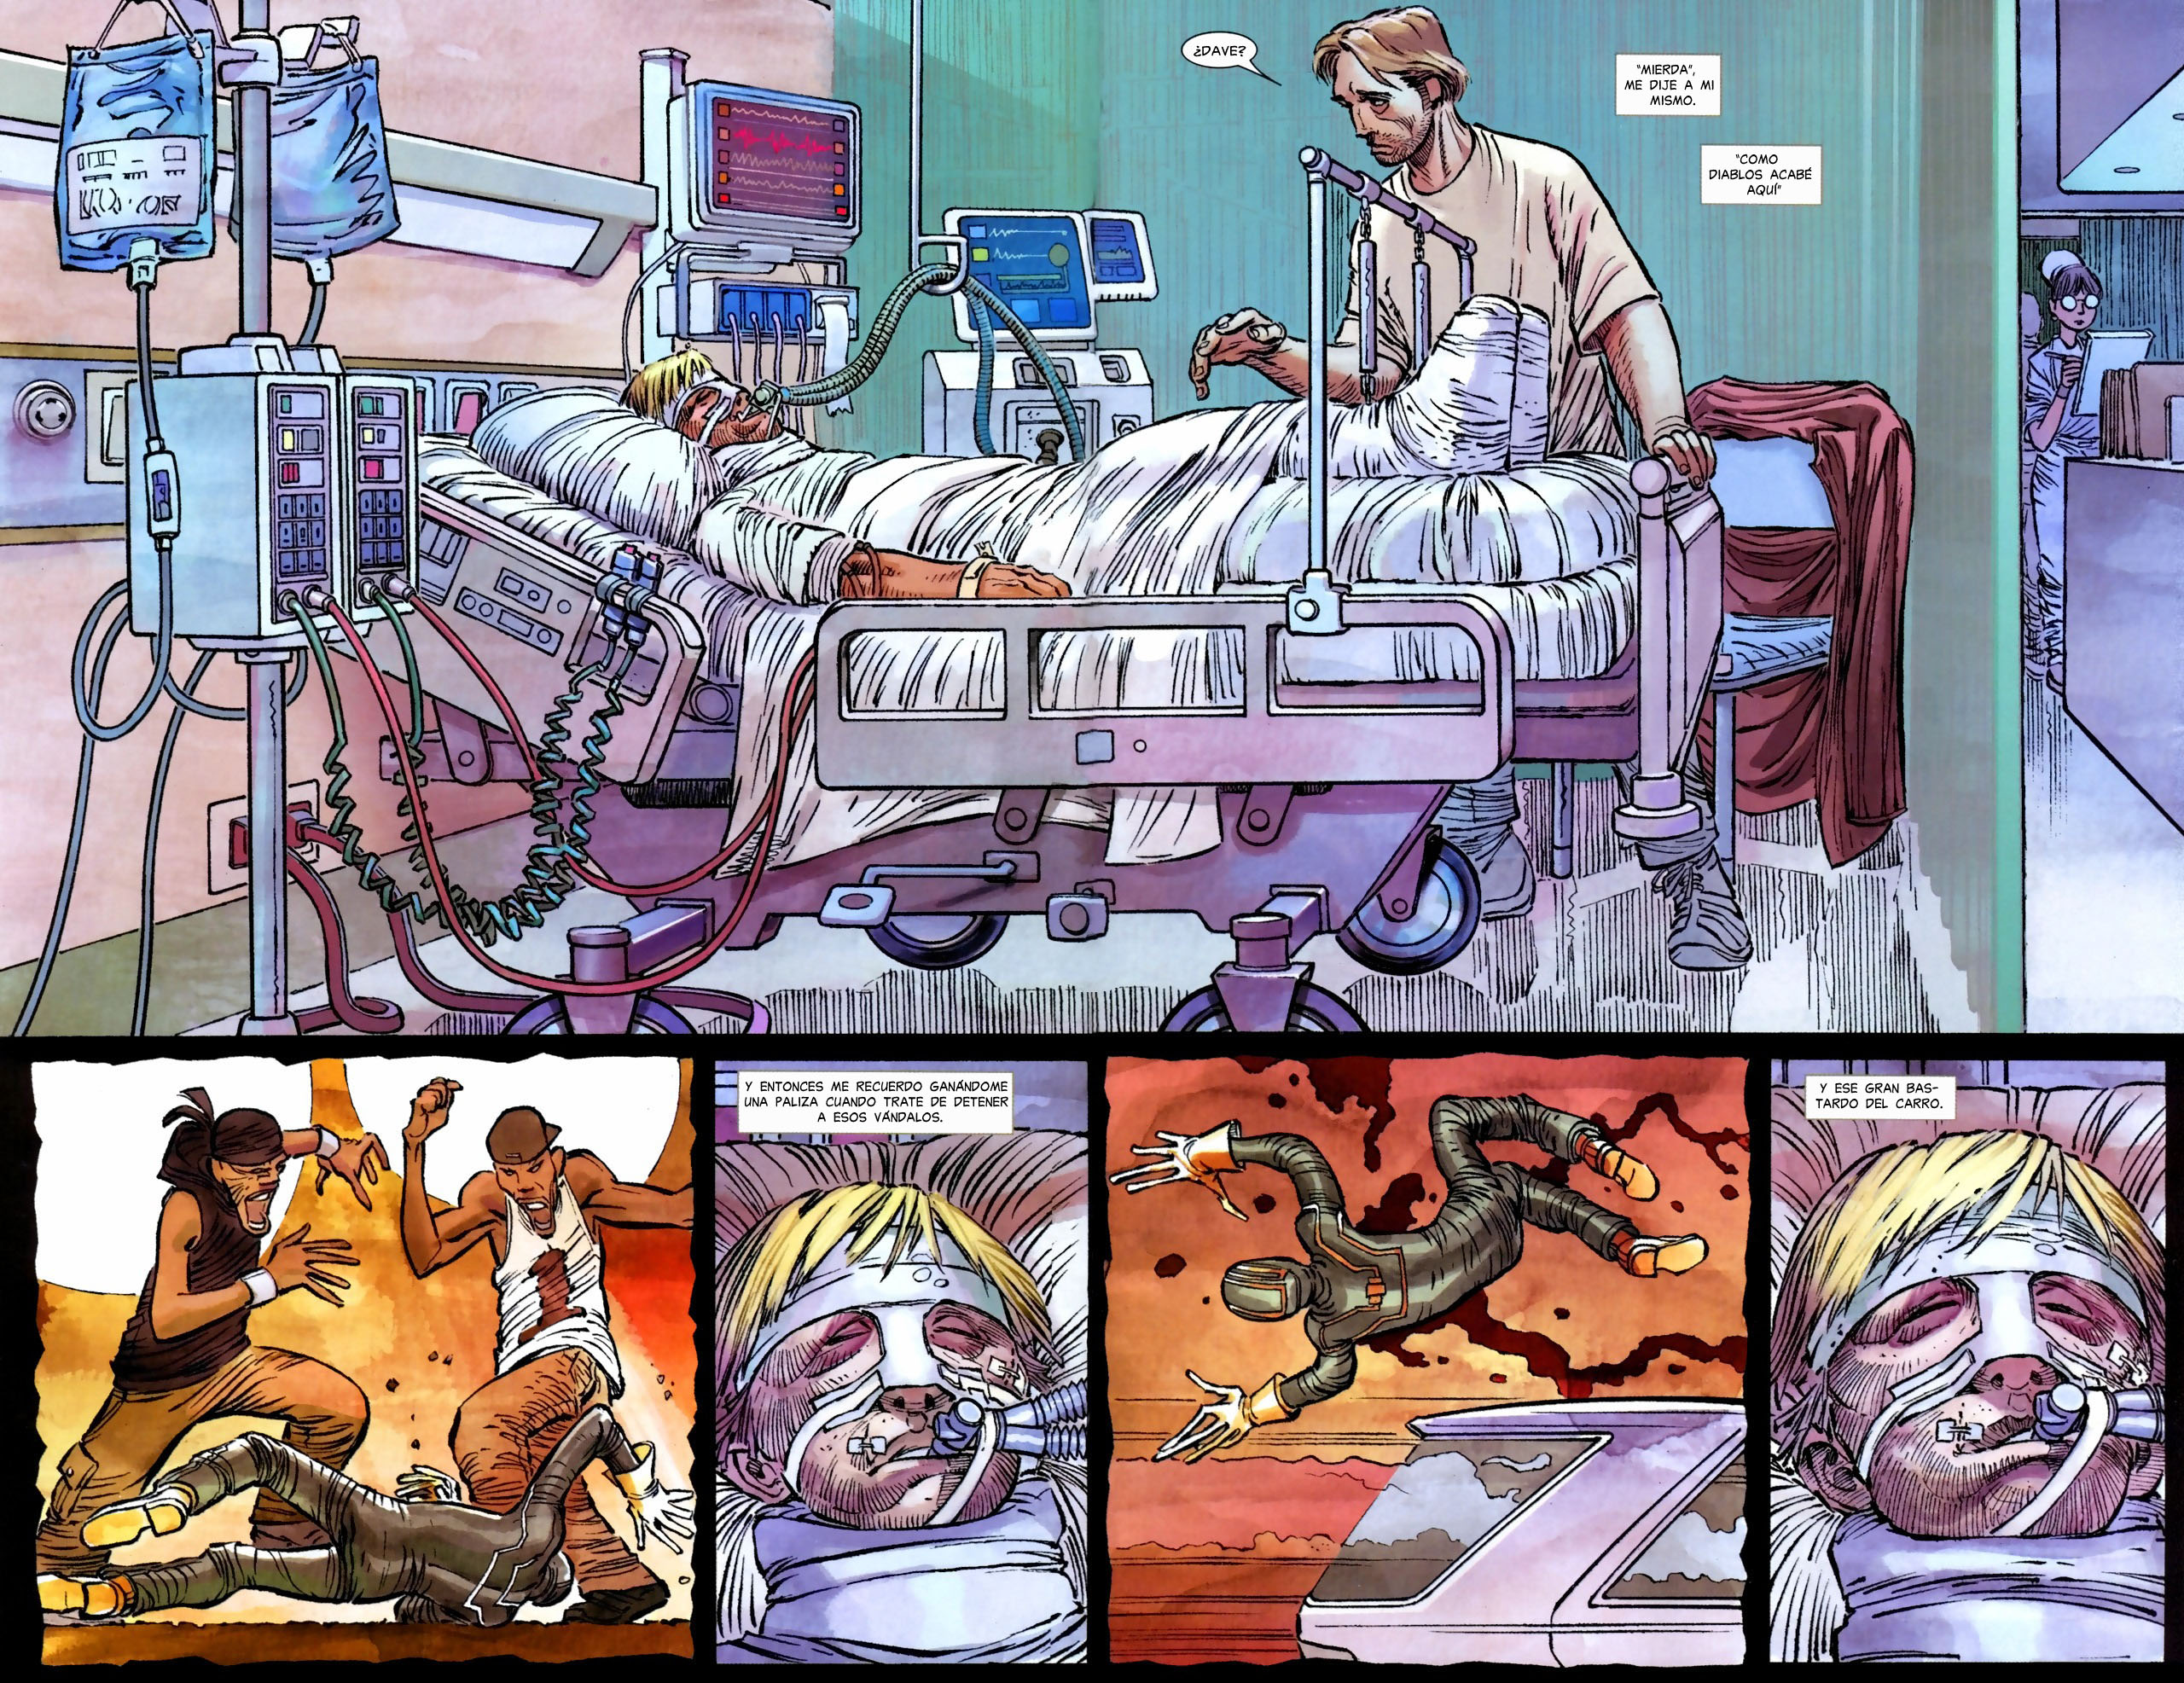 ¿DAVE?
"MIERDA",
ME DIJE A MI
MISMO.
"COMO
DIABLOS ACABÉ
AQUÍ"
1
Y ENTONCES ME RECUERDO GANÁNDOME
UNA PALIZA CUANDO TRATE DE DETENER
A ESOS VÁNDALOS.
Y ESE GRAN BAS-
TARDO DEL CARRO.